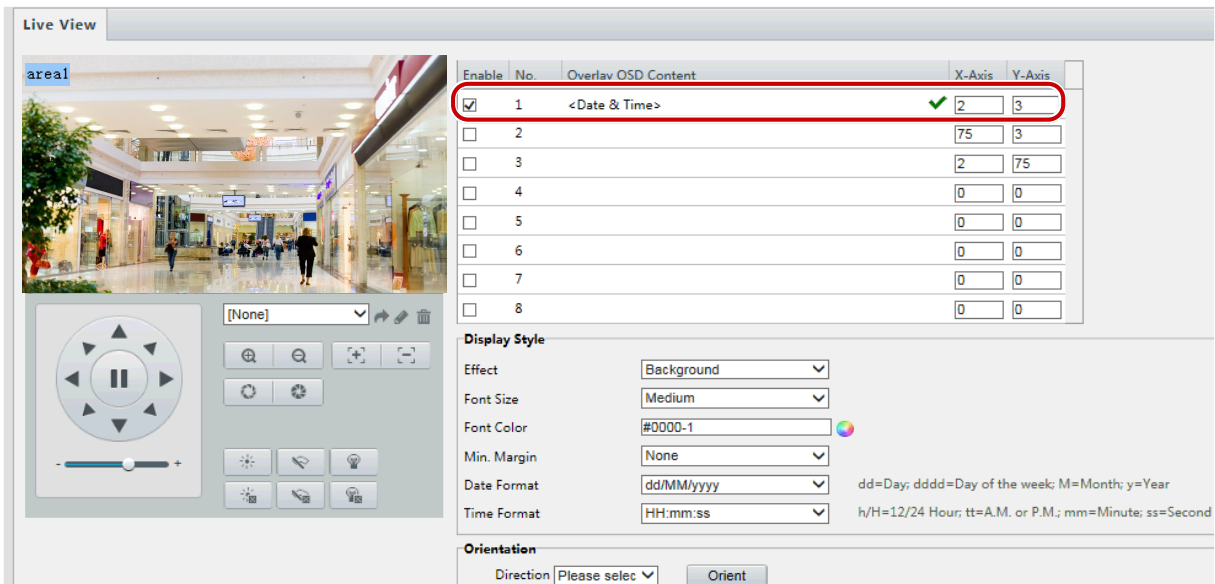 Live View
area1
Enable No. Overlay OSD Content X-Axis Y-Axis
1 <Date & Time> 2 3
2 75 3
3 2 75
4 0 0
5 0 0
6 0 0
7 0 0
8 0 0
[None]
- +
Display Style
Effect Background
Font Size Medium
Font Color #0000-1
Min. Margin None
Date Format dd/MM/yyyy dd=Day; dddd=Day of the week; M=Month; y=Year
Time Format HH:mm:ss h/H=12/24 Hour; tt=A.M. or P.M.; mm=Minute; ss=Second
Orientation
Direction Please selec Orient